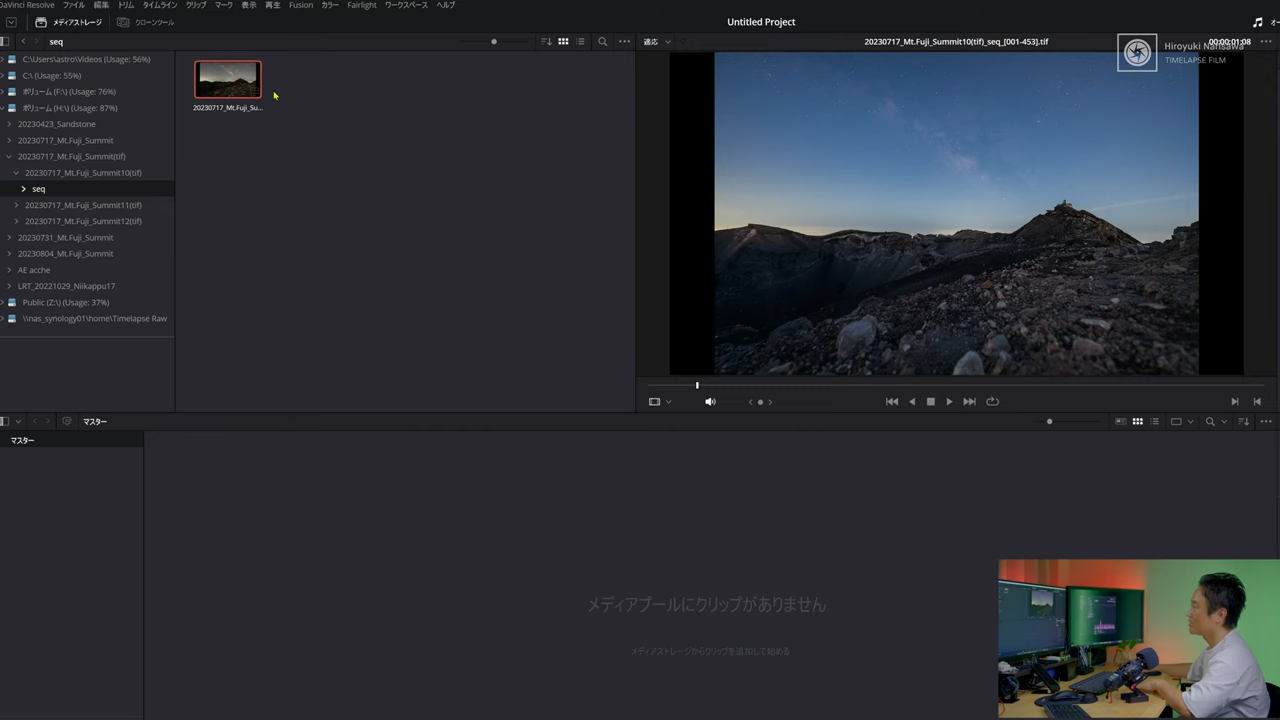 DaVinci Resolve ファイル 編集 トリム タイムライン クリップ マーク 表示 再生 Fusion カラー Fairlight ワークスペース ヘルプ
メディアストレージ クローンツール
Untitled Project
seq
適応
20230717_Mt.Fuji_Summit10(tif)_seq_[001-453].tif
00:00:01:08
Hiroyuki Narisawa
TIMELAPSE FILM
C:\Users\astro\Videos (Usage: 56%)
C:\ (Usage: 55%)
ボリューム (F:\) (Usage: 76%)
ボリューム (H:\) (Usage: 87%)
20230423_Sandstone
20230717_Mt.Fuji_Summit
20230717_Mt.Fuji_Summit(tif)
20230717_Mt.Fuji_Summit10(tif)
seq
20230717_Mt.Fuji_Summit11(tif)
20230717_Mt.Fuji_Summit12(tif)
20230731_Mt.Fuji_Summit
20230804_Mt.Fuji_Summit
AE acche
LRT_20221029_Niikappu17
Public (Z:\) (Usage: 37%)
\\nas_synology01\home\Timelapse Raw
20230717_Mt.Fuji_Su...
マスター
マスター
メディアプールにクリップがありません
メディアストレージからクリップを追加して始める